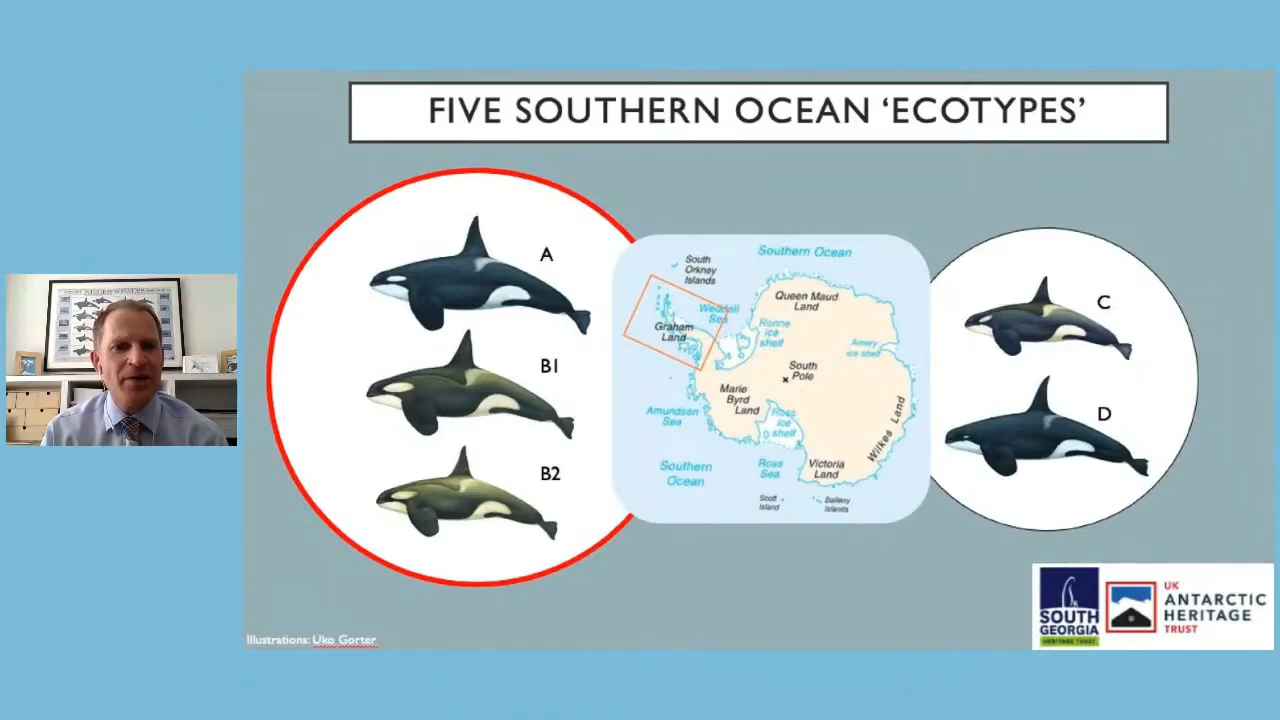 FIVE SOUTHERN OCEAN ‘ECOTYPES’
A
B1
B2
Southern Ocean
South
Orkney
Islands
Queen Maud
Land
Weddell
Sea
Graham
Land
Ronne
ice
shelf
Amery
ice shelf
South
Pole
Marie
Byrd
Land
Amundsen
Sea
Ross
ice
shelf
Wilkes Land
Southern
Ocean
Ross
Sea
Victoria
Land
Scott
Island
Balleny
Islands
C
D
SOUTH
GEORGIA
HERITAGE TRUST
UK
ANTARCTIC
HERITAGE
TRUST
Illustrations: Uko Gorter